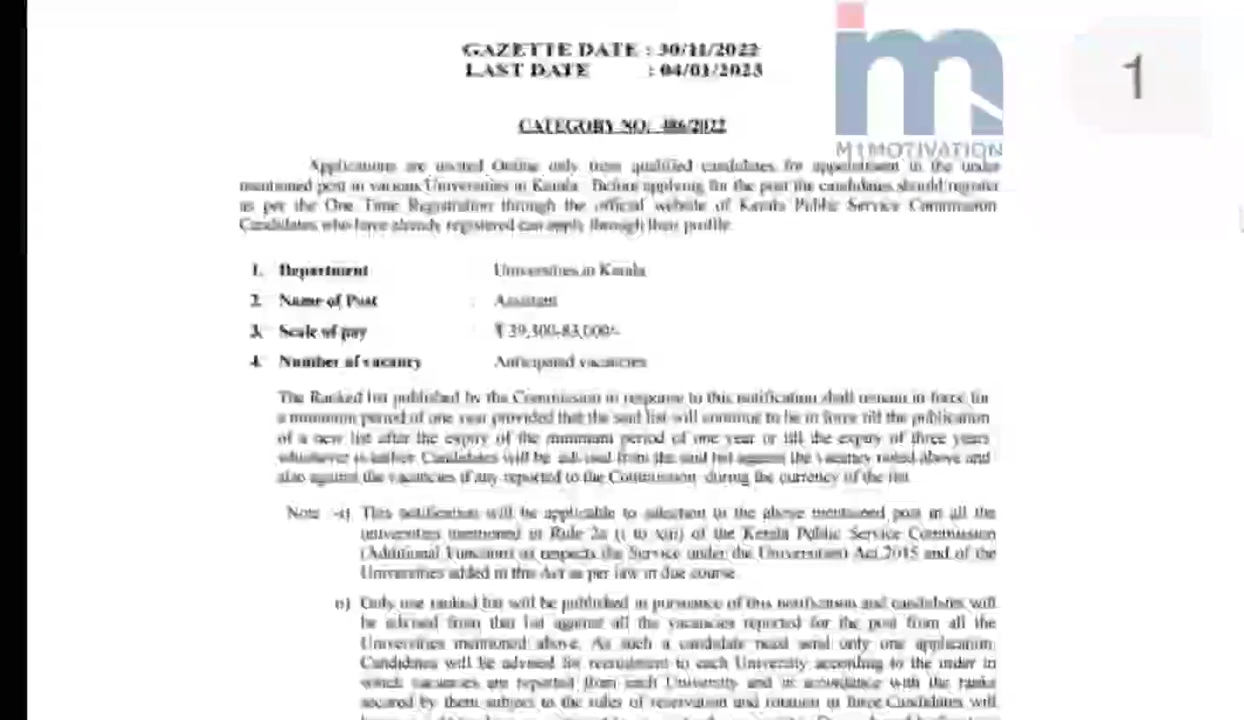 GAZETTE DATE : 30/11/2022
LAST DATE : 04/01/2023
1
M1MOTIVATION
CATEGORY NO: 486/2022
Applications are invited Online only from qualified candidates for appointment to the under
mentioned post in various Universities in Kerala. Before applying for the post the candidates should register
as per the One Time Registration through the official website of Kerala Public Service Commission
Candidates who have already registered can apply through their profile.
1. Department Universities in Kerala
2. Name of Post : Assistant
3. Scale of pay : ₹ 39,300-83,000/-
4. Number of vacancy Anticipated vacancies
The Ranked list published by the Commission in response to this notification shall remain in force for
a minimum period of one year provided that the said list will continue to be in force till the publication
of a new list after the expiry of the minimum period of one year or till the expiry of three years
whichever is earlier. Candidates will be advised from the said list against the vacancy noted above and
also against the vacancies if any reported to the Commission during the currency of the list.
Note :-i) This notification will be applicable to selection to the above mentioned post in all the
universities mentioned in Rule 2a (i to xii) of the Kerala Public Service Commission
(Additional Functions as respects the Service under the Universities) Act 2015 and of the
Universities added in this Act as per law in due course.
ii) Only one ranked list will be published in pursuance of this notification and candidates will
be advised from that list against all the vacancies reported for the post from all the
Universities mentioned above. As such a candidate need send only one application.
Candidates will be advised for recruitment to each University according to the order in
which vacancies are reported from each University and in accordance with the ranks
secured by them subject to the rules of reservation and rotation in force.Candidates will